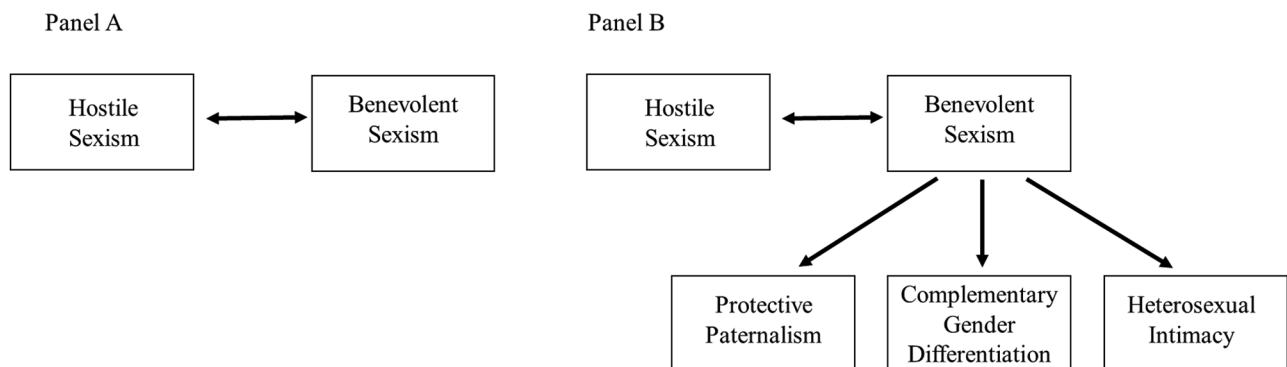 Panel A
Hostile
Sexism
Benevolent
Sexism
Panel B
Hostile
Sexism
Benevolent
Sexism
Protective
Paternalism
Complementary
Gender
Differentiation
Heterosexual
Intimacy